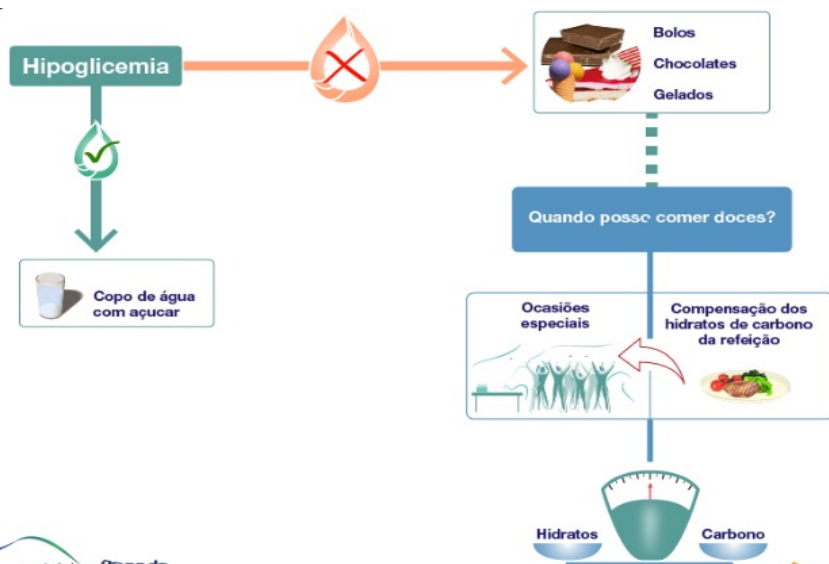 Hipoglicemia
Bolos
Chocolates
Gelados
Quando posso comer doces?
Copo de água
com açucar
Ocasiões
especiais
Compensação dos
hidratos de carbono
da refeição
Hidratos
Carbono